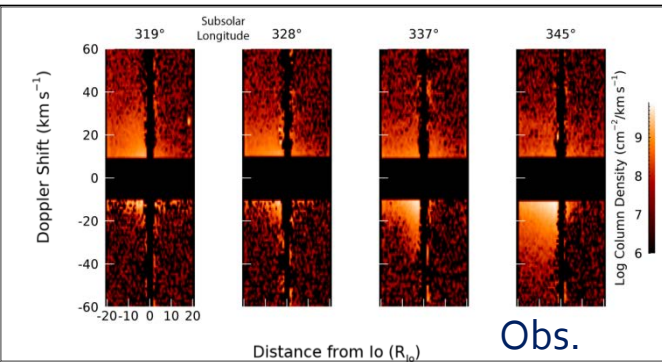 Subsolar
Longitude
319° 328° 337° 345°
60
40
20
0
-20
-40
-60
Doppler Shift (km s⁻¹)
-20 -10 0 10 20
Distance from Io (R_Io)
Obs.
9
8
7
6
Log Column Density (cm⁻²/km s⁻¹)